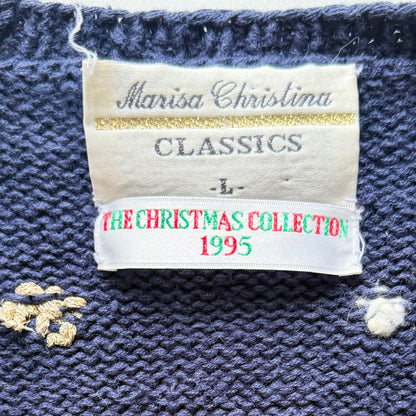 Marisa Christina
CLASSICS
-L-
THE CHRISTMAS COLLECTION
1995